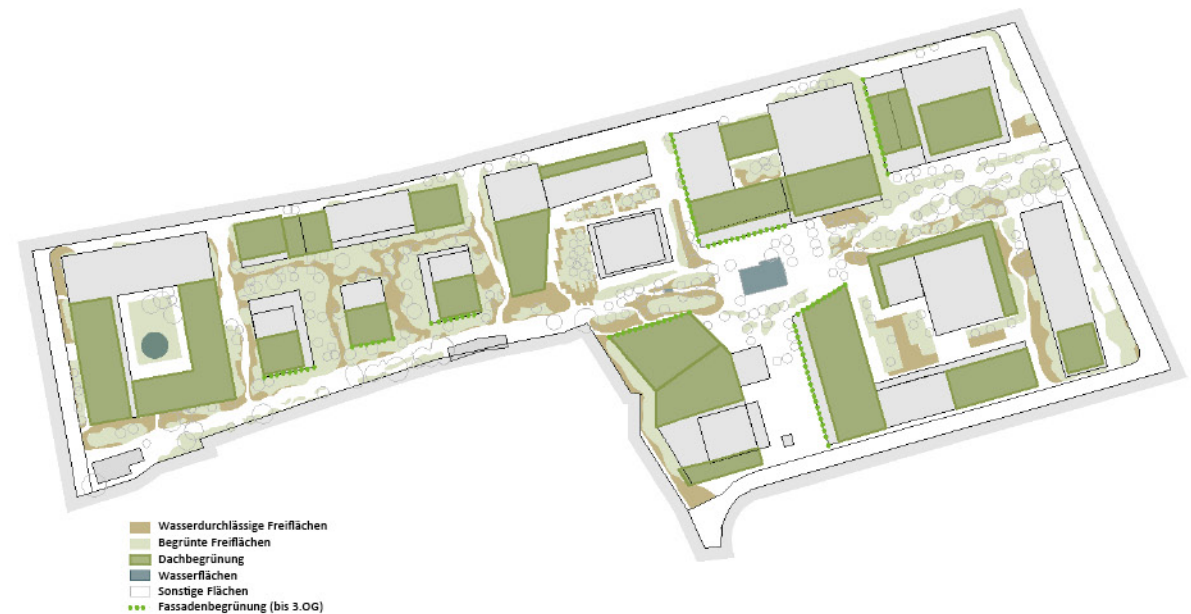 Wasserdurchlässige Freiflächen
Begrünte Freiflächen
Dachbegrünung
Wasserflächen
Sonstige Flächen
Fassadenbegrünung (bis 3.OG)